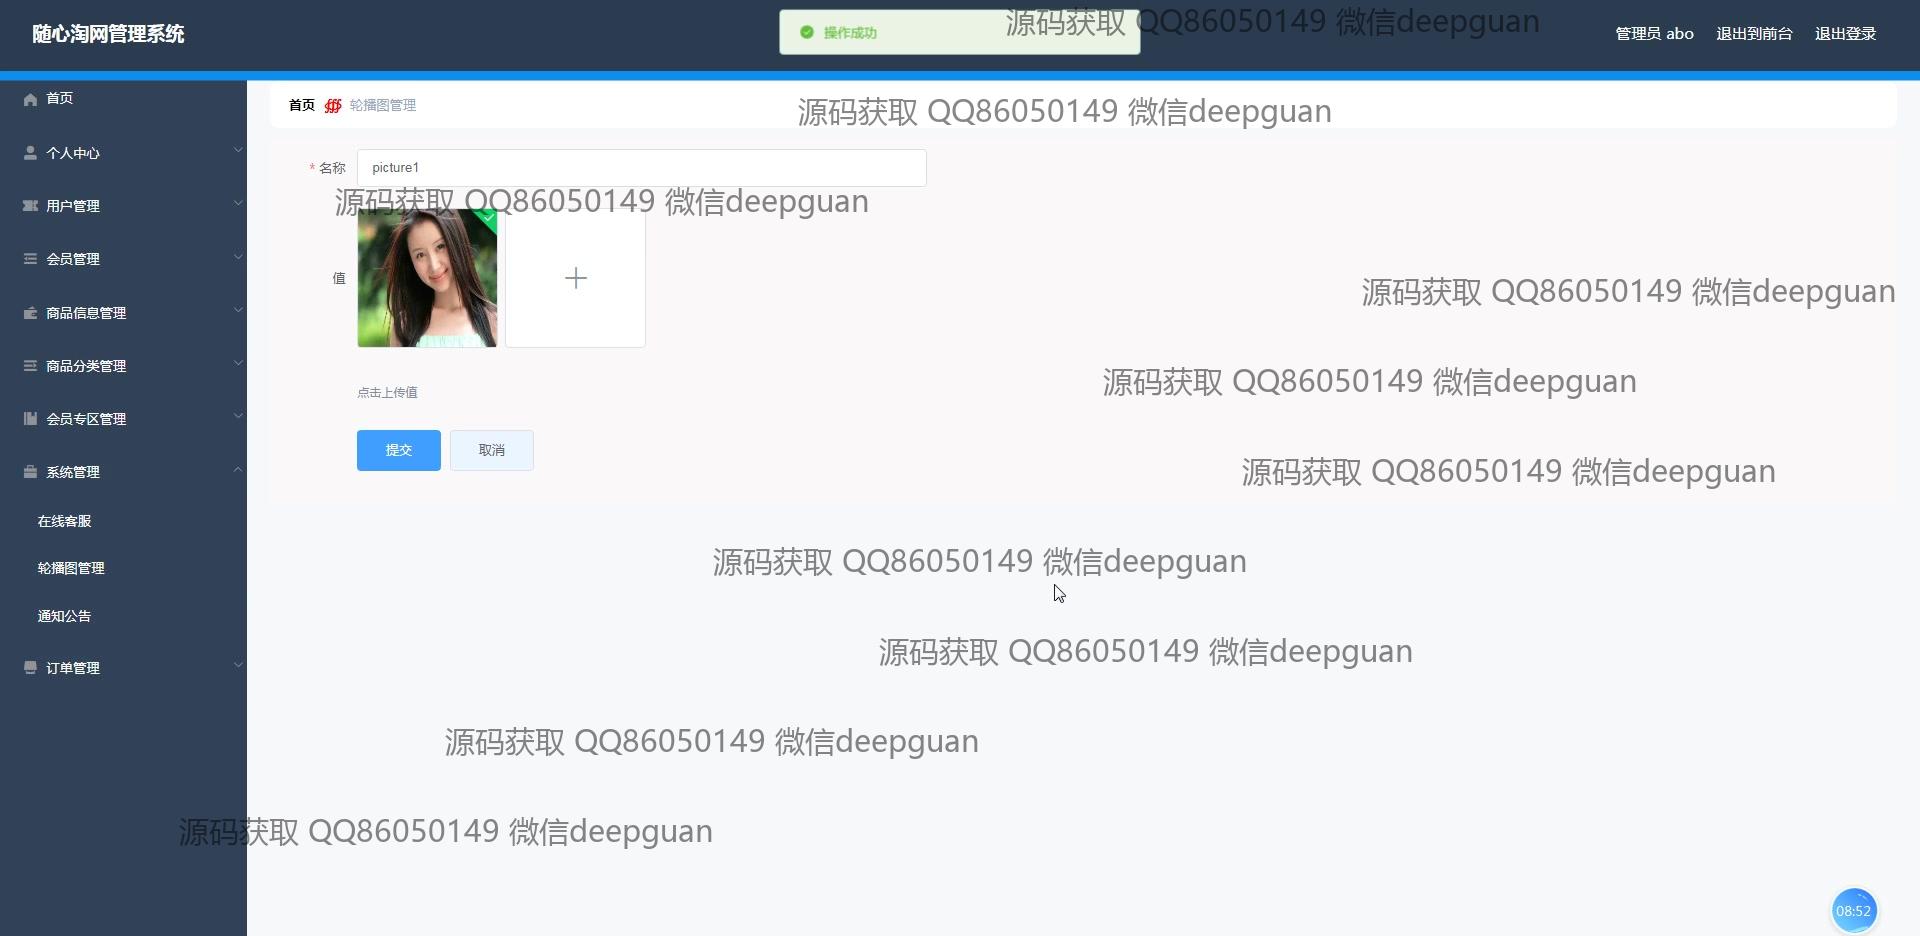 随心淘网管理系统
操作成功
源码获取 QQ86050149 微信deepguan
管理员 abo
退出到前台
退出登录
首页
首页
轮播图管理
源码获取 QQ86050149 微信deepguan
个人中心
* 名称
picture1
用户管理
源码获取 QQ86050149 微信deepguan
会员管理
值
源码获取 QQ86050149 微信deepguan
商品信息管理
商品分类管理
源码获取 QQ86050149 微信deepguan
点击上传值
会员专区管理
提交
取消
系统管理
源码获取 QQ86050149 微信deepguan
在线客服
轮播图管理
源码获取 QQ86050149 微信deepguan
通知公告
源码获取 QQ86050149 微信deepguan
订单管理
源码获取 QQ86050149 微信deepguan
源码获取 QQ86050149 微信deepguan
08:52